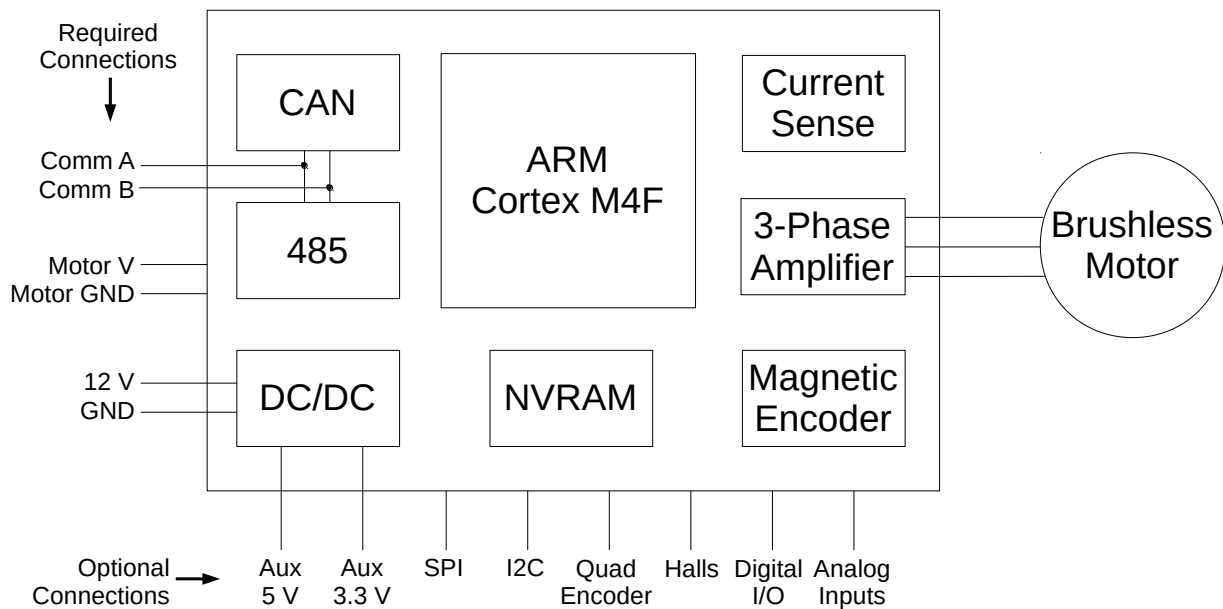 Required
Connections
CAN
Current
Sense
ARM
Cortex M4F
Comm A
Comm B
485
3-Phase
Amplifier
Brushless
Motor
Motor V
Motor GND
12 V
GND
DC/DC
NVRAM
Magnetic
Encoder
Optional
Connections
Aux
5 V
Aux
3.3 V
SPI
I2C
Quad
Encoder
Halls
Digital
I/O
Analog
Inputs